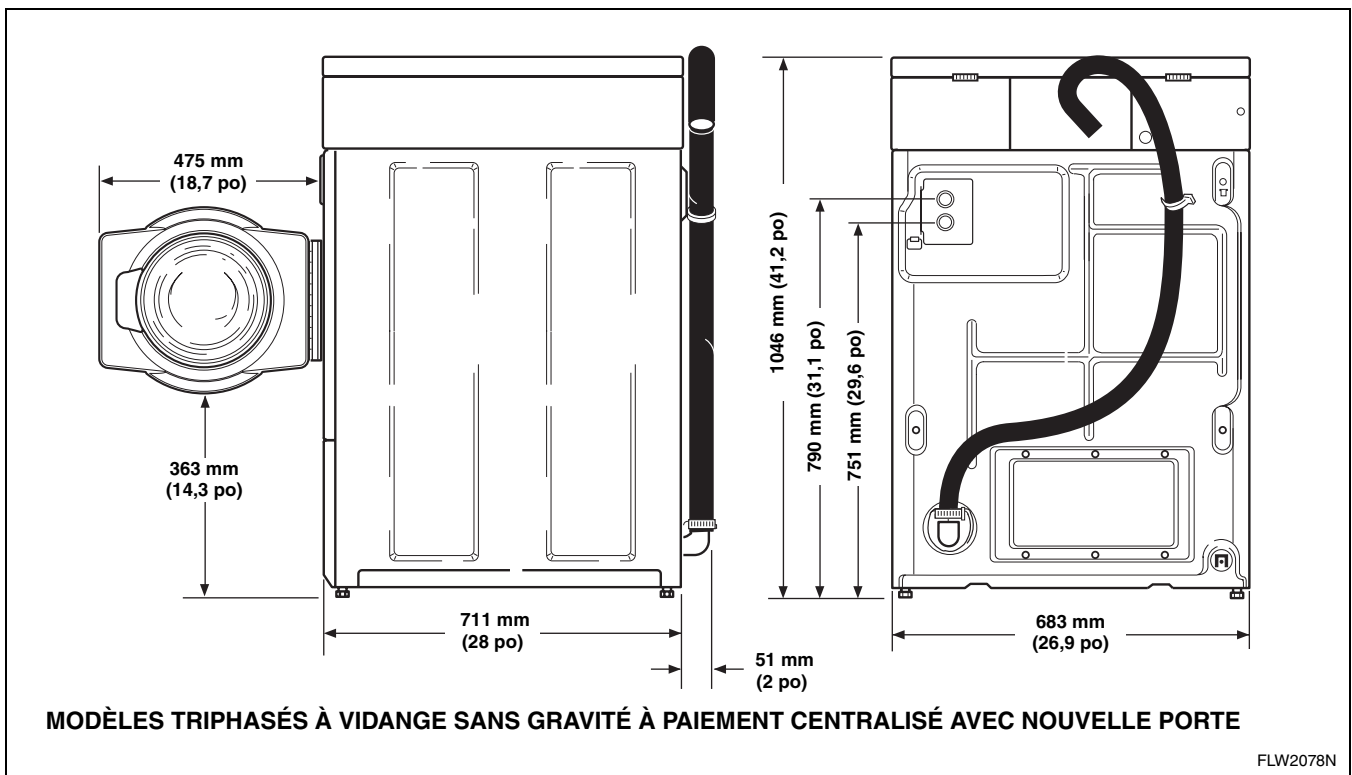 475 mm
(18,7 po)
363 mm
(14,3 po)
711 mm
(28 po)
51 mm
(2 po)
1046 mm (41,2 po)
790 mm (31,1 po)
751 mm (29,6 po)
683 mm
(26,9 po)
MODÈLES TRIPHASÉS À VIDANGE SANS GRAVITÉ À PAIEMENT CENTRALISÉ AVEC NOUVELLE PORTE
FLW2078N